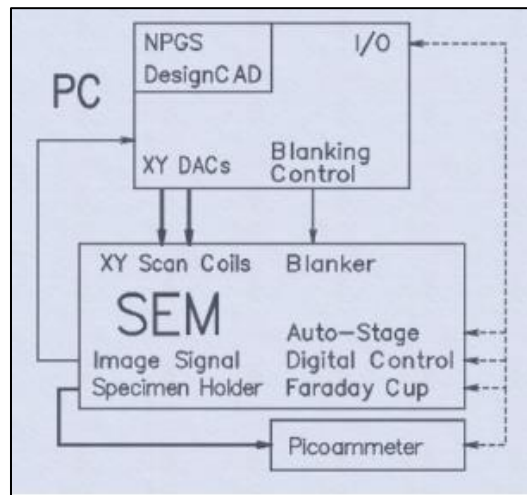 NPGS
DesignCAD
I/O
PC
XY DACs
Blanking
Control
XY Scan Coils
Blanker
SEM
Auto-Stage
Image Signal
Digital Control
Specimen Holder
Faraday Cup
Picoammeter